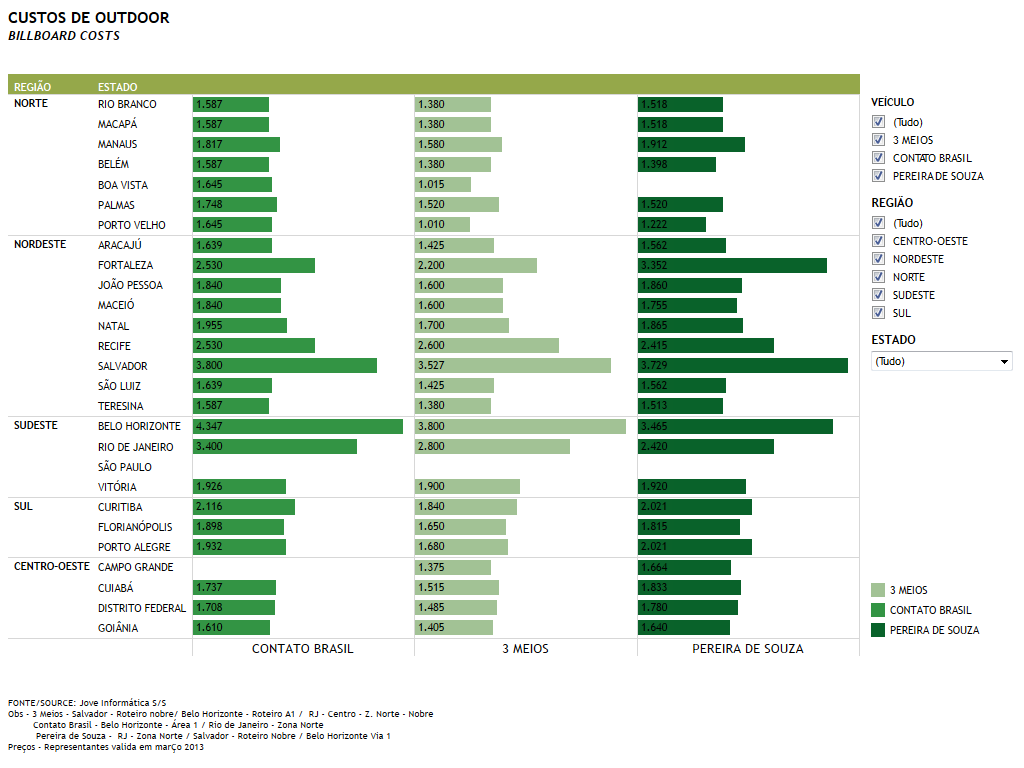 CUSTOS DE OUTDOOR
BILLBOARD COSTS
REGIÃO ESTADO
NORTE RIO BRANCO 1.587 1.380 1.518
MACAPÁ 1.587 1.380 1.518
MANAUS 1.817 1.580 1.912
BELÉM 1.587 1.380 1.398
BOA VISTA 1.645 1.015
PALMAS 1.748 1.520 1.520
PORTO VELHO 1.645 1.010 1.222
NORDESTE ARACAJÚ 1.639 1.425 1.562
FORTALEZA 2.530 2.200 3.352
JOÃO PESSOA 1.840 1.600 1.860
MACEIÓ 1.840 1.600 1.755
NATAL 1.955 1.700 1.865
RECIFE 2.530 2.600 2.415
SALVADOR 3.800 3.527 3.729
SÃO LUIZ 1.639 1.425 1.562
TERESINA 1.587 1.380 1.513
SUDESTE BELO HORIZONTE 4.347 3.800 3.465
RIO DE JANEIRO 3.400 2.800 2.420
SÃO PAULO
VITÓRIA 1.926 1.900 1.920
SUL CURITIBA 2.116 1.840 2.021
FLORIANÓPOLIS 1.898 1.650 1.815
PORTO ALEGRE 1.932 1.680 2.021
CENTRO-OESTE CAMPO GRANDE 1.375 1.664
CUIABÁ 1.737 1.515 1.833
DISTRITO FEDERAL 1.708 1.485 1.780
GOIÂNIA 1.610 1.405 1.640
CONTATO BRASIL 3 MEIOS PEREIRA DE SOUZA
VEÍCULO
(Tudo)
3 MEIOS
CONTATO BRASIL
PEREIRA DE SOUZA
REGIÃO
(Tudo)
CENTRO-OESTE
NORDESTE
NORTE
SUDESTE
SUL
ESTADO
(Tudo)
3 MEIOS
CONTATO BRASIL
PEREIRA DE SOUZA
FONTE/SOURCE: Jove Informática S/S
Obs - 3 Meios - Salvador - Roteiro nobre/ Belo Horizonte - Roteiro A1 / RJ - Centro - Z. Norte - Nobre
Contato Brasil - Belo Horizonte - Área 1 / Rio de Janeiro - Zona Norte
Pereira de Souza - RJ - Zona Norte / Salvador - Roteiro Nobre / Belo Horizonte Via 1
Preços - Representantes valida em marÇo 2013